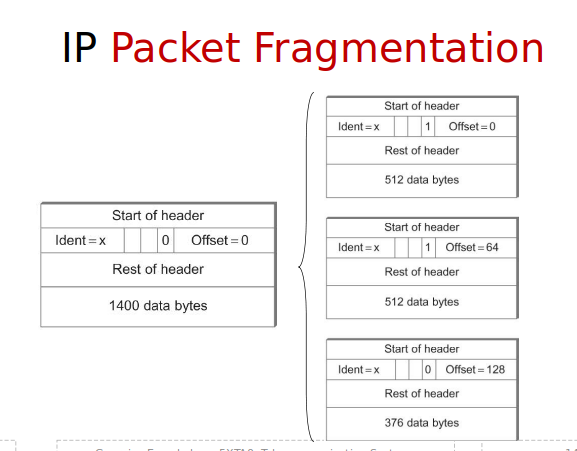 IP Packet Fragmentation
Start of header
Ident=x 0 Offset=0
Rest of header
1400 data bytes
Start of header
Ident=x 1 Offset=0
Rest of header
512 data bytes
Start of header
Ident=x 1 Offset=64
Rest of header
512 data bytes
Start of header
Ident=x 0 Offset=128
Rest of header
376 data bytes